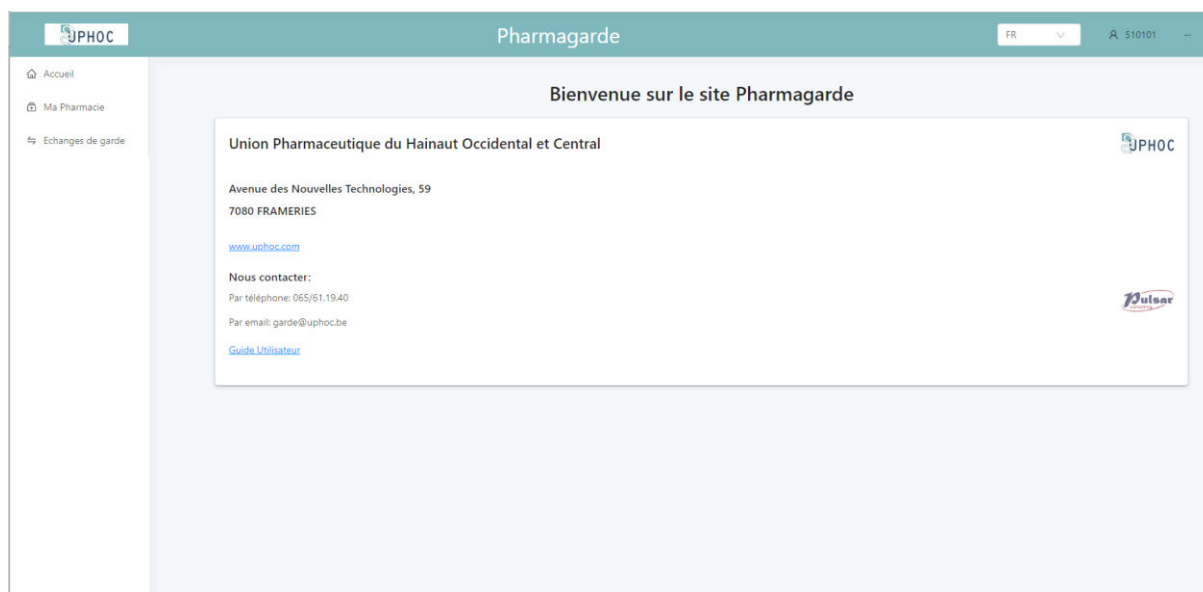 UPHOC
Pharmagarde
FR
510101
Accueil
Ma Pharmacie
Echanges de garde
Bienvenue sur le site Pharmagarde
Union Pharmaceutique du Hainaut Occidental et Central
UPHOC
Avenue des Nouvelles Technologies, 59
7080 FRAMERIES
www.uphoc.com
Nous contacter:
Par téléphone: 065/61.19.40
Pulsar
Par email: garde@uphoc.be
Guide Utilisateur